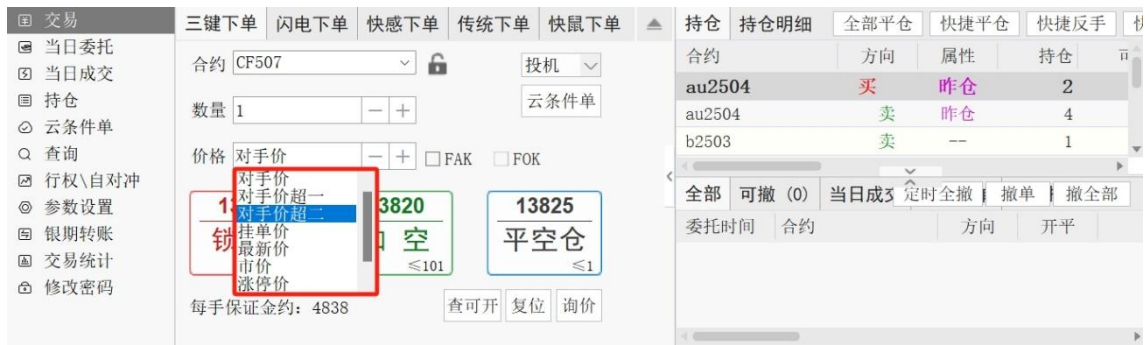 交易
当日委托
当日成交
持仓
云条件单
查询
行权\自对冲
参数设置
银期转账
交易统计
修改密码
三键下单 闪电下单 快感下单 传统下单 快鼠下单
合约 CF507 投机
数量 1 云条件单
价格 对手价 FAK FOK
对手价
对手价超一
对手价超二
挂单价
最新价
市价
涨停价
13 3820 13825
锁 空 平空仓
≤101 ≤1
每手保证金约: 4838 查可开 复位 询价
持仓 持仓明细 全部平仓 快捷平仓 快捷反手
合约 方向 属性 持仓
au2504 买 昨仓 2
au2504 卖 昨仓 4
b2503 卖 -- 1
全部 可撤 (0) 当日成交 定时全撤 撤单 撤全部
委托时间 合约 方向 开平